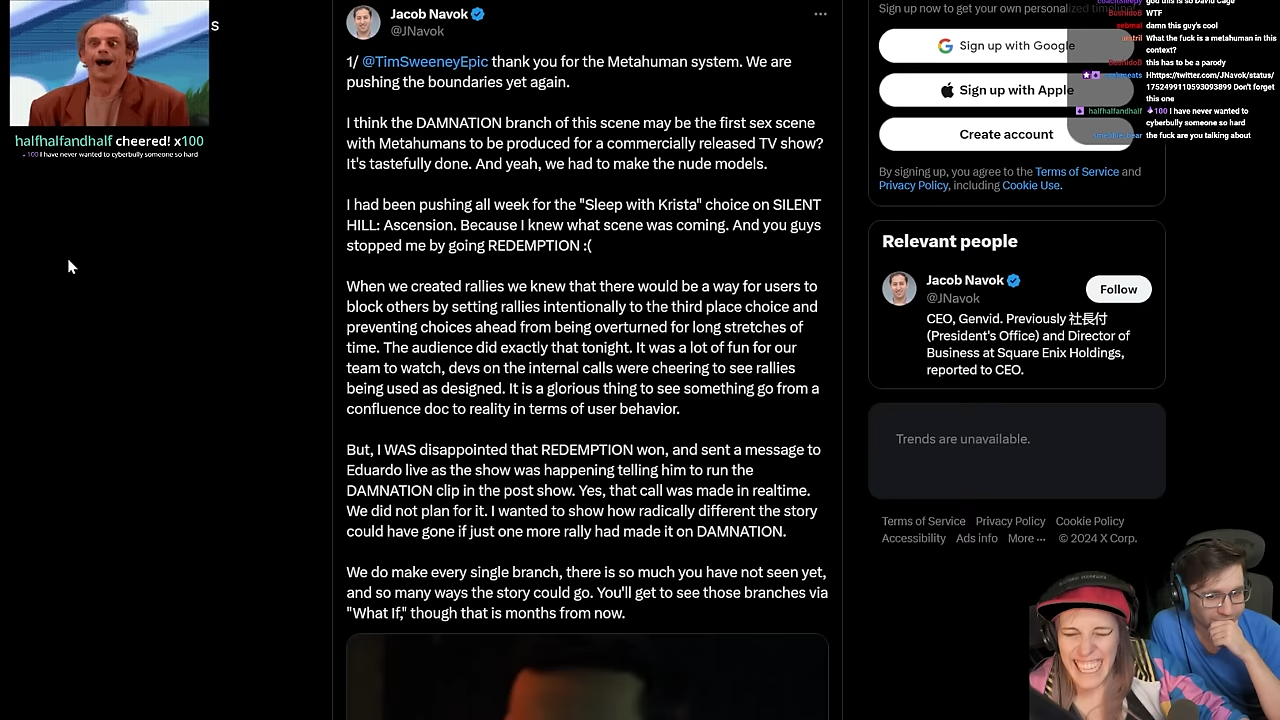 s
halfhalfandhalf cheered! x100
100 I have never wanted to cyberbully someone so hard
Jacob Navok
@JNavok
1/ @TimSweeneyEpic thank you for the Metahuman system. We are
pushing the boundaries yet again.
I think the DAMNATION branch of this scene may be the first sex scene
with Metahumans to be produced for a commercially released TV show?
It's tastefully done. And yeah, we had to make the nude models.
I had been pushing all week for the "Sleep with Krista" choice on SILENT
HILL: Ascension. Because I knew what scene was coming. And you guys
stopped me by going REDEMPTION :(
When we created rallies we knew that there would be a way for users to
block others by setting rallies intentionally to the third place choice and
preventing choices ahead from being overturned for long stretches of
time. The audience did exactly that tonight. It was a lot of fun for our
team to watch, devs on the internal calls were cheering to see rallies
being used as designed. It is a glorious thing to see something go from a
confluence doc to reality in terms of user behavior.
But, I WAS disappointed that REDEMPTION won, and sent a message to
Eduardo live as the show was happening telling him to run the
DAMNATION clip in the post show. Yes, that call was made in realtime.
We did not plan for it. I wanted to show how radically different the story
could have gone if just one more rally had made it on DAMNATION.
We do make every single branch, there is so much you have not seen yet,
and so many ways the story could go. You'll get to see those branches via
"What If," though that is months from now.
Sign up now to get your own personalized timeline!
Sign up with Google
Sign up with Apple
Create account
By signing up, you agree to the Terms of Service and
Privacy Policy, including Cookie Use.
Relevant people
Jacob Navok
@JNavok
Follow
CEO, Genvid. Previously 社長付
(President's Office) and Director of
Business at Square Enix Holdings,
reported to CEO.
Trends are unavailable.
Terms of Service Privacy Policy Cookie Policy
Accessibility Ads info More ··· © 2024 X Corp.
god this is so David Cage
WTF
damn this guy's cool
What the fuck is a metahuman in this
context?
this has to be a parody
Hhttps://twitter.com/JNavok/status/
1752499110593093899 Don't forget
this one
halfhalfandhalf 100 I have never wanted to
cyberbully someone so hard
the fuck are you talking about